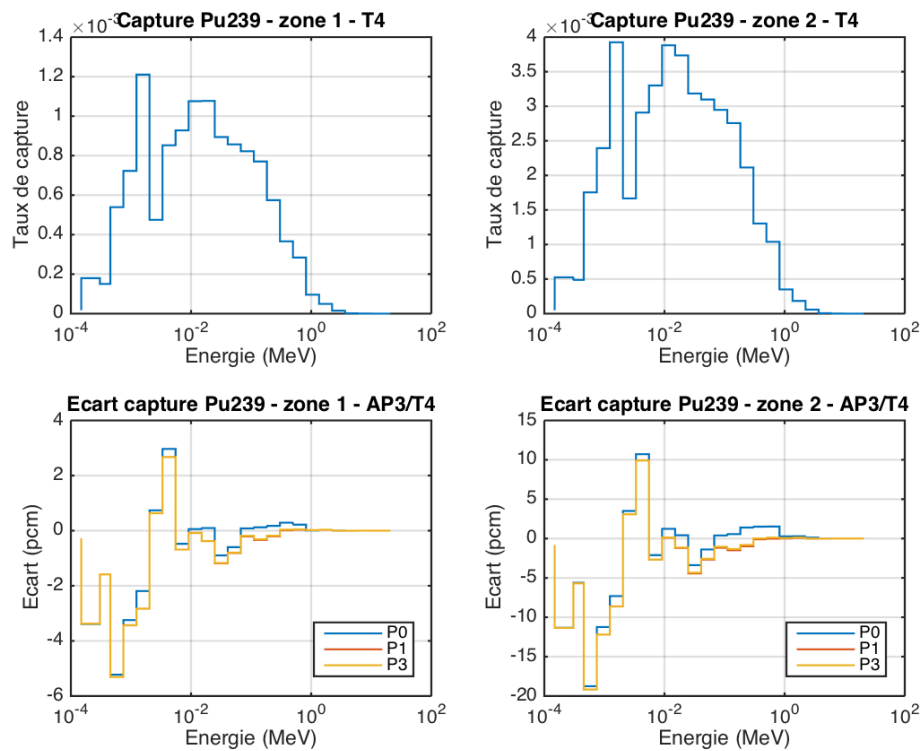 ×10⁻³ Capture Pu239 - zone 1 - T4
1.4
1.2
1
0.8
0.6
0.4
0.2
0
Taux de capture
10⁻⁴ 10⁻² 10⁰ 10²
Energie (MeV)
×10⁻³ Capture Pu239 - zone 2 - T4
4
3.5
3
2.5
2
1.5
1
0.5
0
Taux de capture
10⁻⁴ 10⁻² 10⁰ 10²
Energie (MeV)
Ecart capture Pu239 - zone 1 - AP3/T4
4
2
0
-2
-4
-6
Ecart (pcm)
P0
P1
P3
10⁻⁴ 10⁻² 10⁰ 10²
Energie (MeV)
Ecart capture Pu239 - zone 2 - AP3/T4
15
10
5
0
-5
-10
-15
-20
Ecart (pcm)
P0
P1
P3
10⁻⁴ 10⁻² 10⁰ 10²
Energie (MeV)